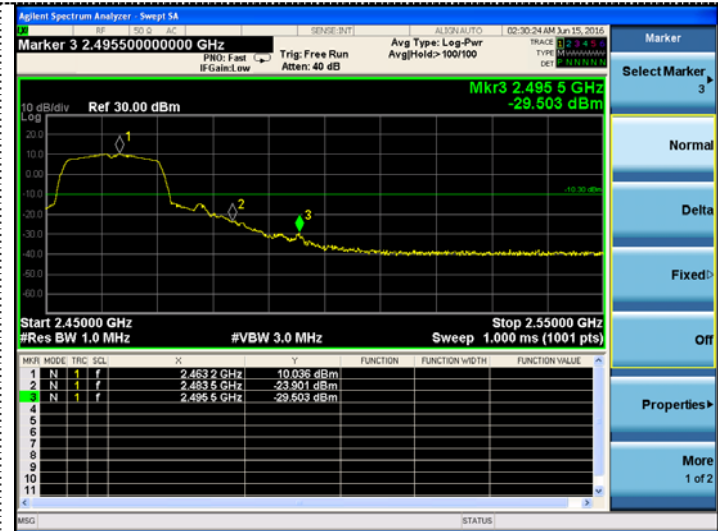 Agilent Spectrum Analyzer - Swept SA
RF 50 Ω AC SENSE:INT ALIGN AUTO 02:30:24 AM Jun 15, 2016
Marker 3 2.495500000000 GHz
PNO: Fast
IFGain:Low
Trig: Free Run
Atten: 40 dB
Avg Type: Log-Pwr
Avg|Hold:>100/100
TRACE 1 2 3 4 5 6
TYPE M
DET P N N N N N
Mkr3 2.495 5 GHz
-29.503 dBm
10 dB/div Ref 30.00 dBm
Log
20.0
10.0
0.00
-10.0
-20.0
-30.0
-40.0
-50.0
-60.0
1
2
3
-10.30 dBm
Start 2.45000 GHz Stop 2.55000 GHz
#Res BW 1.0 MHz #VBW 3.0 MHz Sweep 1.000 ms (1001 pts)
MKR MODE TRC SCL X Y FUNCTION FUNCTION WIDTH FUNCTION VALUE
1 N 1 f 2.463 2 GHz 10.036 dBm
2 N 1 f 2.483 5 GHz -23.901 dBm
3 N 1 f 2.495 5 GHz -29.503 dBm
4
5
6
7
8
9
10
11
MSG STATUS
Marker
Select Marker
3
Normal
Delta
Fixed
Off
Properties
More
1 of 2